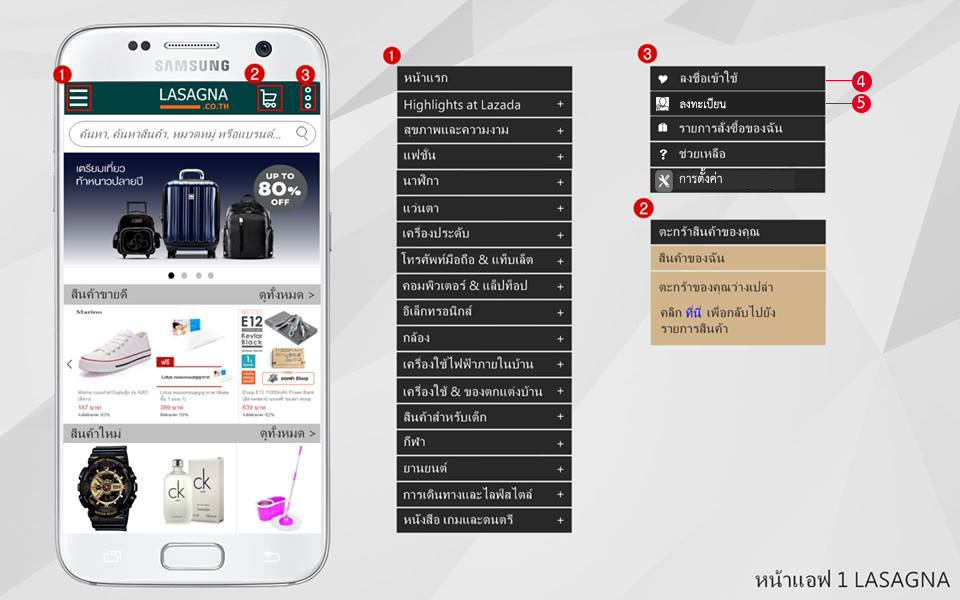 SAMSUNG
1
2
3
LASAGNA
.CO.TH
ค้นหา, ค้นหาสินค้า, หมวดหมู่ หรือแบรนด์...
เตรียมเที่ยว
ท้าหนาวปลายปี
UP TO
80%
OFF
สินค้าขายดี
ดูทั้งหมด >
Marino
ฟรี
E12
Kevlar
Black
11000mAh
187 บาท
389 บาท
639 บาท
สินค้าใหม่
ดูทั้งหมด >
ck
ck
1
หน้าแรก
Highlights at Lazada +
สุขภาพและความงาม +
แฟชั่น +
นาฬิกา +
แว่นตา +
เครื่องประดับ +
โทรศัพท์มือถือ & แท็บเล็ต +
คอมพิวเตอร์ & แล็ปท็อป +
อิเล็กทรอนิกส์ +
กล้อง +
เครื่องใช้ไฟฟ้าภายในบ้าน +
เครื่องใช้ & ของตกแต่งบ้าน +
สินค้าสำหรับเด็ก +
กีฬา +
ยานยนต์ +
การเดินทางและไลฟ์สไตล์ +
หนังสือ เกมและดนตรี +
3
ลงชื่อเข้าใช้
4
ลงทะเบียน
5
รายการสั่งซื้อของฉัน
? ช่วยเหลือ
การตั้งค่า
2
ตะกร้าสินค้าของคุณ
สินค้าของฉัน
ตะกร้าของคุณว่างเปล่า
คลิก ที่นี่ เพื่อกลับไปยัง
รายการสินค้า
หน้าแอฟ 1 LASAGNA